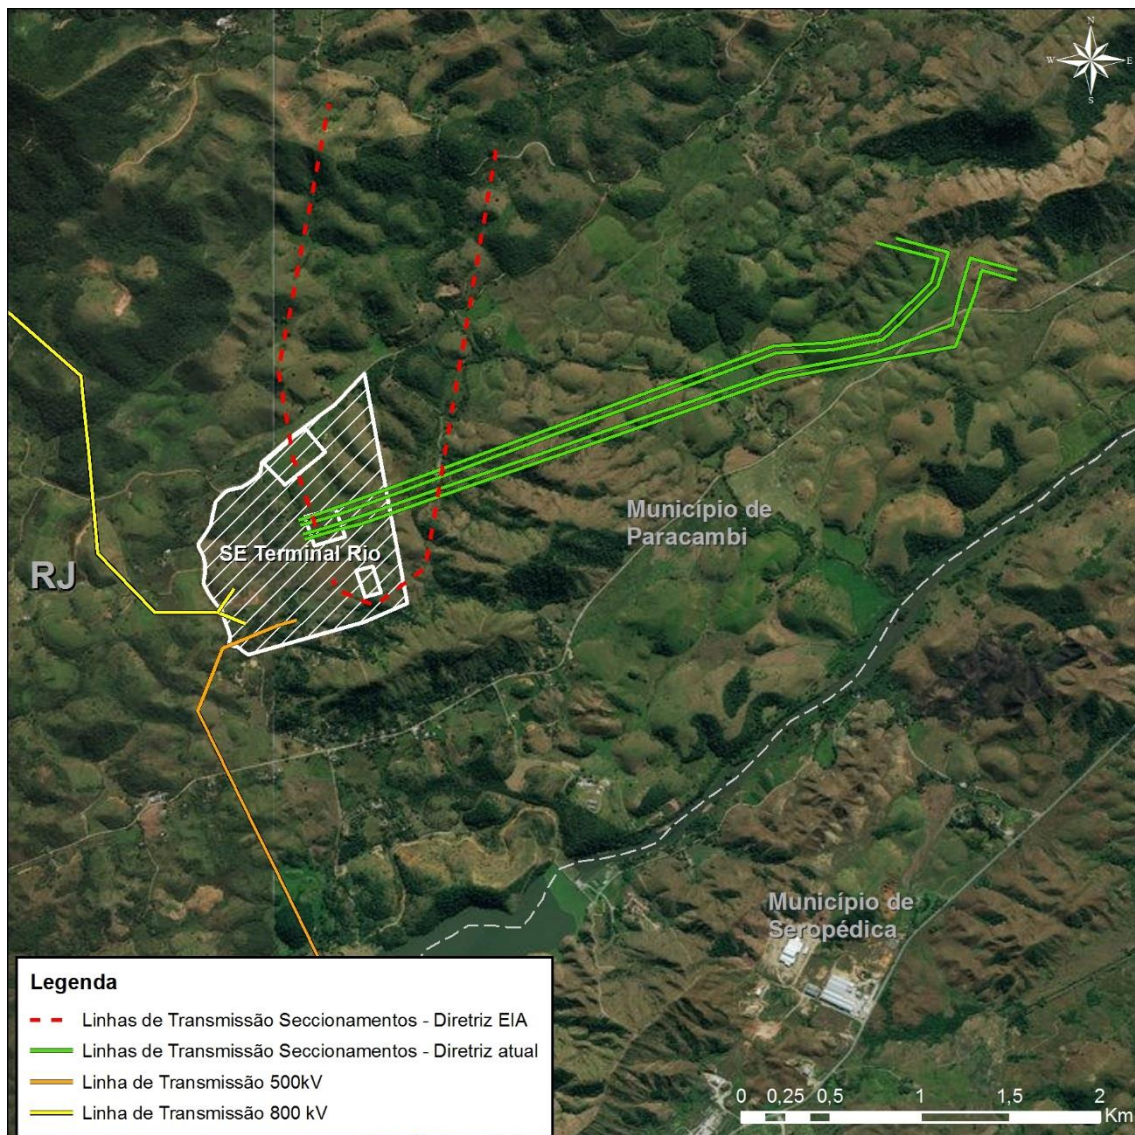 N
W E
S
Município de
Paracambi
SE Terminal Rio
RJ
Município de
Seropédica
Legenda
Linhas de Transmissão Seccionamentos - Diretriz EIA
Linhas de Transmissão Seccionamentos - Diretriz atual
Linha de Transmissão 500kV
Linha de Transmissão 800 kV
0 0,25 0,5 1 1,5 2
Km